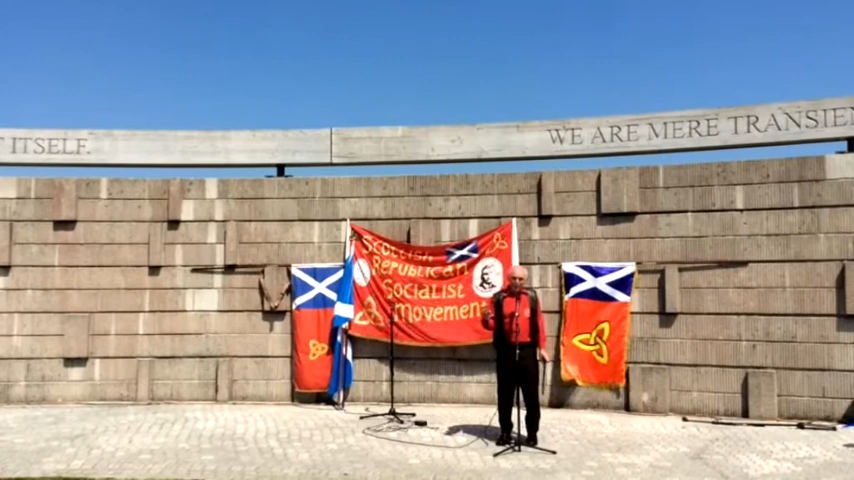 T ITSELF.
WE ARE MERE TRANSIEN
Scottish
Republican
Socialist
Movement